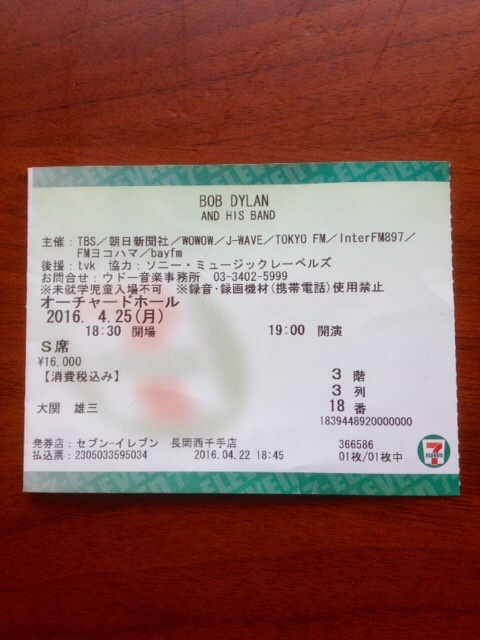 BOB DYLAN
AND HIS BAND
主催：TBS／朝日新聞社／WOWOW／J-WAVE／TOKYO FM／InterFM897／
FMヨコハマ／bayfm
後援：tvk　協力：ソニー・ミュージックレーベルズ
お問合せ：ウドー音楽事務所　03-3402-5999
※未就学児童入場不可　※録音・録画機材(携帯電話)使用禁止
オーチャードホール
2016. 4.25(月)
18:30 開場　19:00 開演
S席
¥16,000
【消費税込み】
3 階
3 列
大関　雄三　18 番
1839448920000000
発券店：セブン-イレブン　長岡西千手店　366586
払込票：2305033595034　2016.04.22 18:45　01枚/01枚中
7
ELEVEN